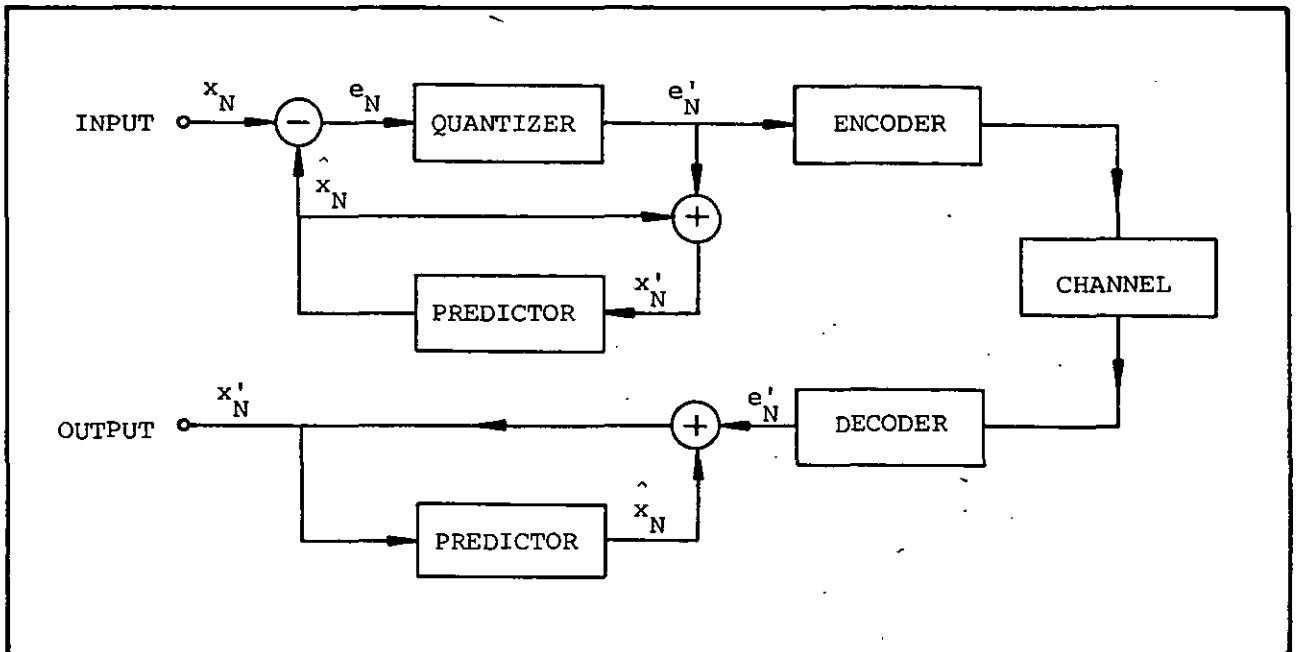 x_N
e_N
e'_N
INPUT
−
QUANTIZER
ENCODER
x̂_N
+
x'_N
PREDICTOR
CHANNEL
x'_N
e'_N
OUTPUT
+
DECODER
x̂_N
PREDICTOR